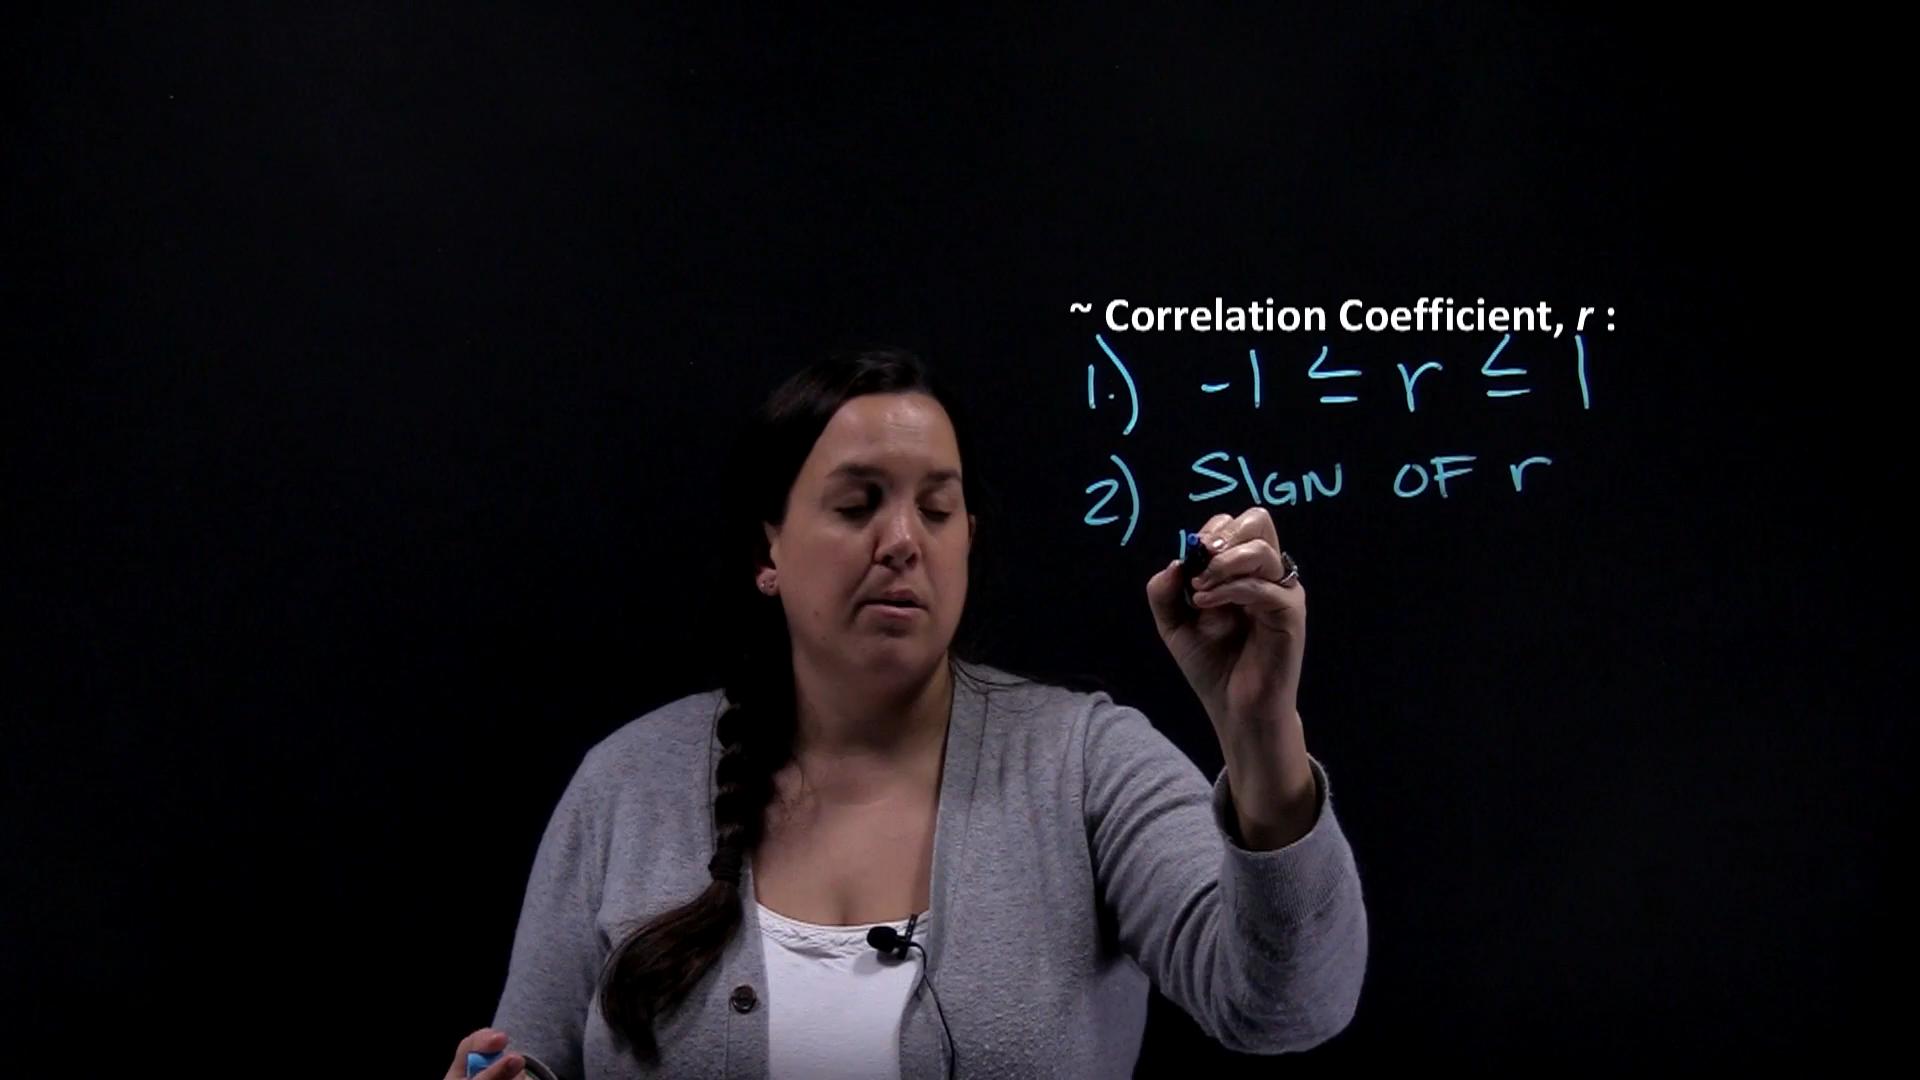 ~ Correlation Coefficient, r :
1.) -1 ≤ r ≤ 1
2) SIGN OF r